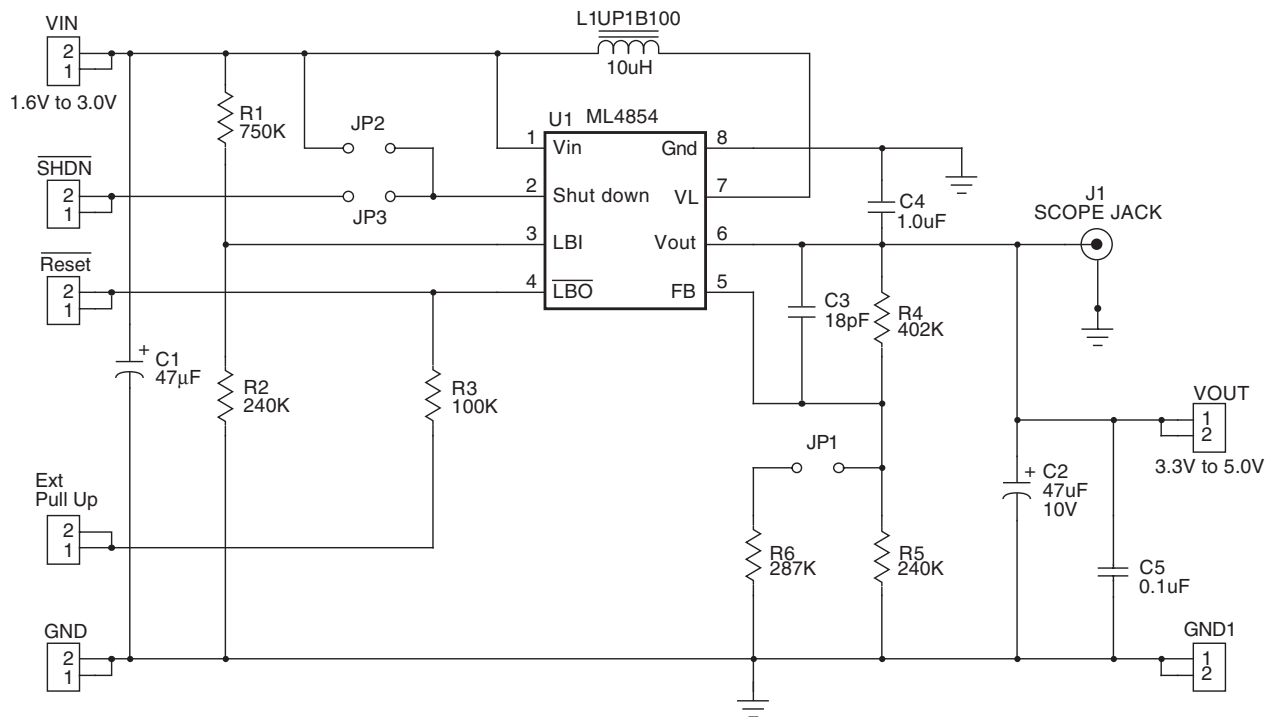 VIN
2
1
1.6V to 3.0V
SHDN
2
1
Reset
2
1
Ext
Pull Up
2
1
GND
2
1
C1
47µF
+
R1
750K
R2
240K
JP2
JP3
R3
100K
L1UP1B100
10uH
U1 ML4854
1 Vin Gnd 8
2 Shut down VL 7
3 LBI Vout 6
4 LBO FB 5
C4
1.0uF
C3
18pF
R4
402K
JP1
R6
287K
R5
240K
J1
SCOPE JACK
+ C2
47uF
10V
C5
0.1uF
VOUT
1
2
3.3V to 5.0V
GND1
1
2